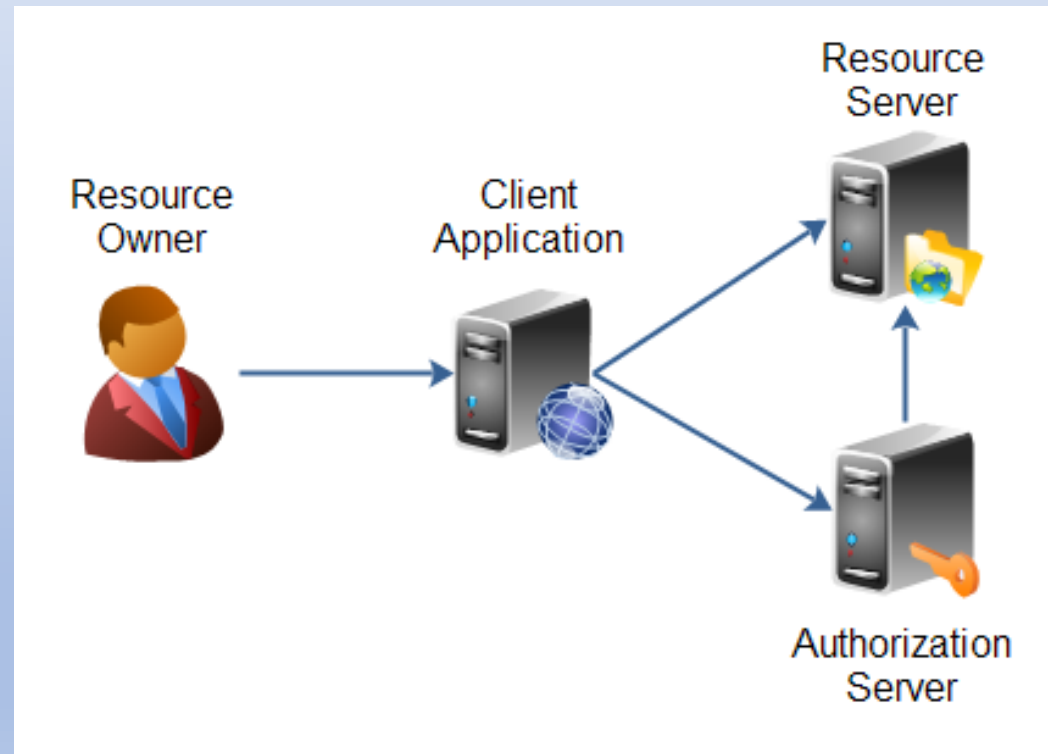 Resource
Owner
Client
Application
Resource
Server
Authorization
Server